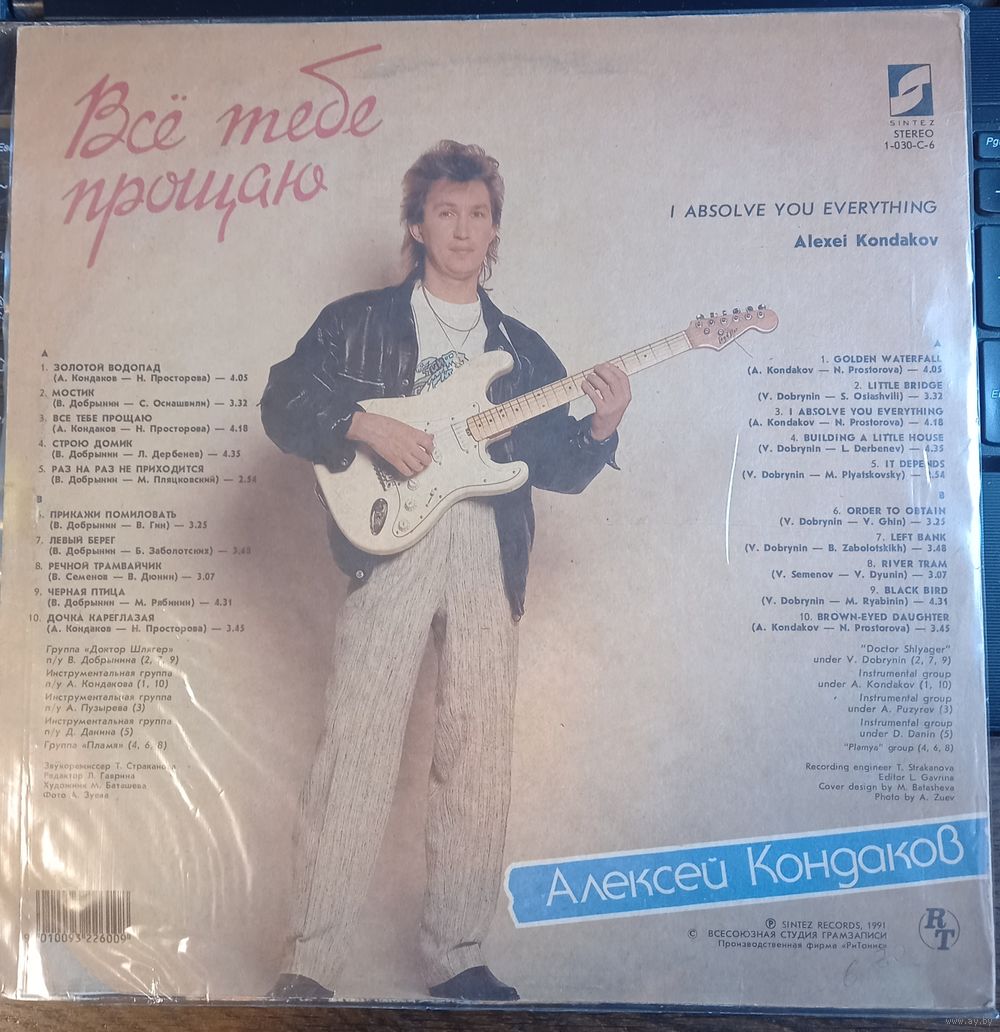 Всё тебе
прощаю
SINTEZ
STEREO
1-030-C-6
I ABSOLVE YOU EVERYTHING
Alexei Kondakov
А
1. ЗОЛОТОЙ ВОДОПАД
(А. Кондаков — Н. Просторова) — 4.05
2. МОСТИК
(В. Добрынин — С. Осиашвили) — 3.32
3. ВСЕ ТЕБЕ ПРОЩАЮ
(А. Кондаков — Н. Просторова) — 4.18
4. СТРОЮ ДОМИК
(В. Добрынин — Л. Дербенев) — 4.35
5. РАЗ НА РАЗ НЕ ПРИХОДИТСЯ
(В. Добрынин — М. Пляцковский) — 2.54
В
6. ПРИКАЖИ ПОМИЛОВАТЬ
(В. Добрынин — В. Гин) — 3.25
7. ЛЕВЫЙ БЕРЕГ
(В. Добрынин — Б. Заболотских) — 3.48
8. РЕЧНОЙ ТРАМВАЙЧИК
(В. Семенов — В. Дюнин) — 3.07
9. ЧЕРНАЯ ПТИЦА
(В. Добрынин — М. Рябинин) — 4.31
10. ДОЧКА КАРЕГЛАЗАЯ
(А. Кондаков — Н. Просторова) — 3.45
Группа «Доктор Шлягер»
п/у В. Добрынина (2, 7, 9)
Инструментальная группа
п/у А. Кондакова (1, 10)
Инструментальная группа
п/у А. Пузырева (3)
Инструментальная группа
п/у Д. Данина (5)
Группа «Пламя» (4, 6, 8)
Звукорежиссер Т. Страканова
Редактор Л. Гаврина
Художник М. Баташева
Фото А. Зуева
A
1. GOLDEN WATERFALL
(A. Kondakov — N. Prostorova) — 4.05
2. LITTLE BRIDGE
(V. Dobrynin — S. Osiashvili) — 3.32
3. I ABSOLVE YOU EVERYTHING
(A. Kondakov — N. Prostorova) — 4.18
4. BUILDING A LITTLE HOUSE
(V. Dobrynin — L. Derbenev) — 4.35
5. IT DEPENDS
(V. Dobrynin — M. Plyatskovsky) — 2.54
B
6. ORDER TO OBTAIN
(V. Dobrynin — V. Ghin) — 3.25
7. LEFT BANK
(V. Dobrynin — B. Zabolotskikh) — 3.48
8. RIVER TRAM
(V. Semenov — V. Dyunin) — 3.07
9. BLACK BIRD
(V. Dobrynin — M. Ryabinin) — 4.31
10. BROWN-EYED DAUGHTER
(A. Kondakov — N. Prostorova) — 3.45
"Doctor Shlyager"
under V. Dobrynin (2, 7, 9)
Instrumental group
under A. Kondakov (1, 10)
Instrumental group
under A. Puzyrev (3)
Instrumental group
under D. Danin (5)
"Plamya" group (4, 6, 8)
Recording engineer T. Strakanova
Editor L. Gavrina
Cover design by M. Batasheva
Photo by A. Zuev
Алексей Кондаков
℗ SINTEZ RECORDS, 1991
© ВСЕСОЮЗНАЯ СТУДИЯ ГРАМЗАПИСИ
Производственная фирма «РиТонис»
RT
9 010093 226009
www.ay.by